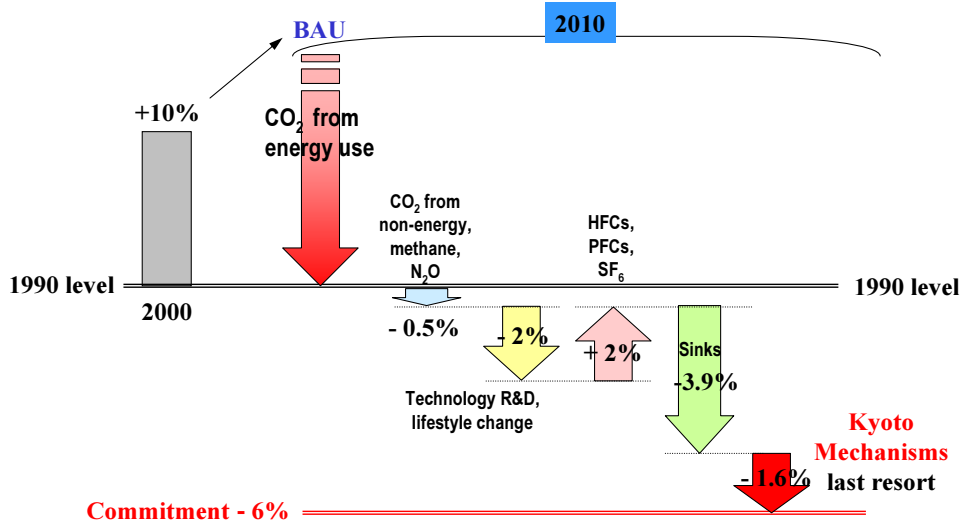 BAU
2010
+10%
CO2 from
energy use
CO2 from
non-energy,
methane,
N2O
HFCs,
PFCs,
SF6
1990 level
1990 level
2000
- 0.5%
- 2%
+ 2%
Sinks
-3.9%
Technology R&D,
lifestyle change
Kyoto
Mechanisms
last resort
- 1.6%
Commitment - 6%